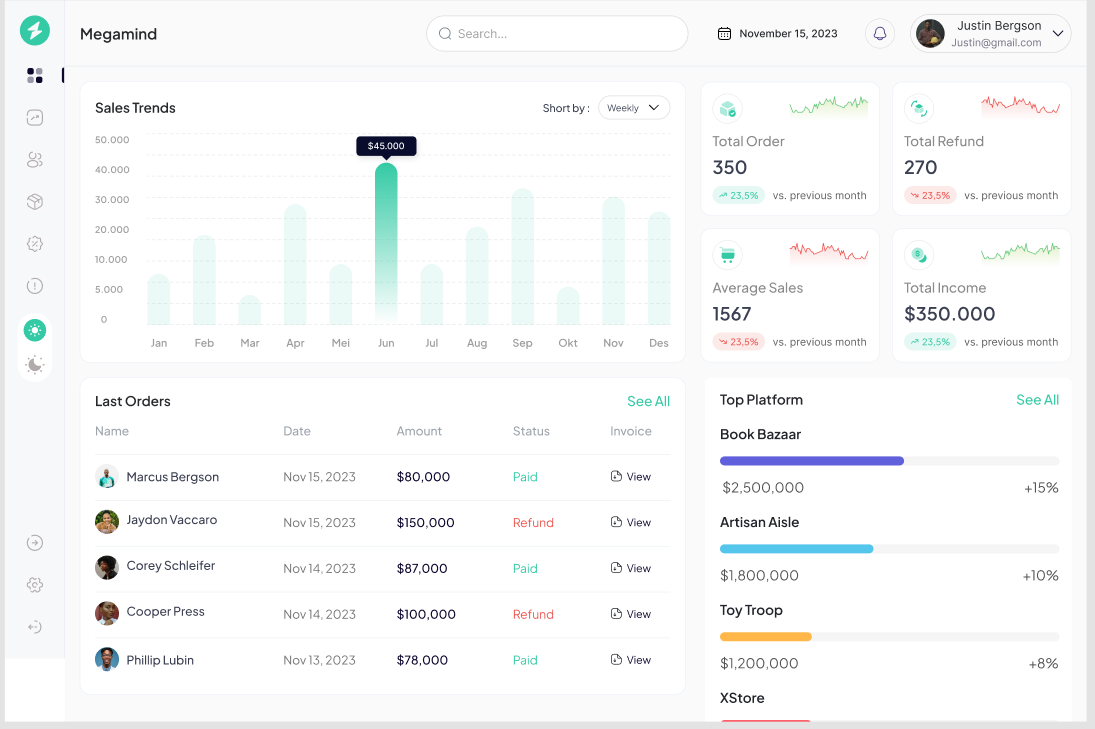 Megamind
Search...
November 15, 2023
Justin Bergson
Justin@gmail.com
Sales Trends
Short by :
Weekly
50.000
40.000
30.000
20.000
10.000
5.000
0
$45.000
Jan Feb Mar Apr Mei Jun Jul Aug Sep Okt Nov Des
Total Order
350
23,5% vs. previous month
Total Refund
270
23,5% vs. previous month
Average Sales
1567
23,5% vs. previous month
Total Income
$350.000
23,5% vs. previous month
Last Orders
See All
Name Date Amount Status Invoice
Marcus Bergson Nov 15, 2023 $80,000 Paid View
Jaydon Vaccaro Nov 15, 2023 $150,000 Refund View
Corey Schleifer Nov 14, 2023 $87,000 Paid View
Cooper Press Nov 14, 2023 $100,000 Refund View
Phillip Lubin Nov 13, 2023 $78,000 Paid View
Top Platform
See All
Book Bazaar
$2,500,000 +15%
Artisan Aisle
$1,800,000 +10%
Toy Troop
$1,200,000 +8%
XStore